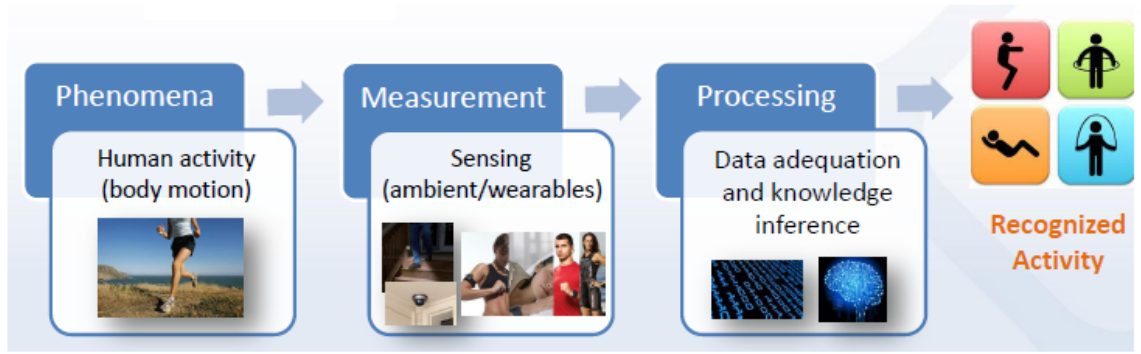 Phenomena
Human activity
(body motion)
Measurement
Sensing
(ambient/wearables)
Processing
Data adequation
and knowledge
inference
Recognized
Activity